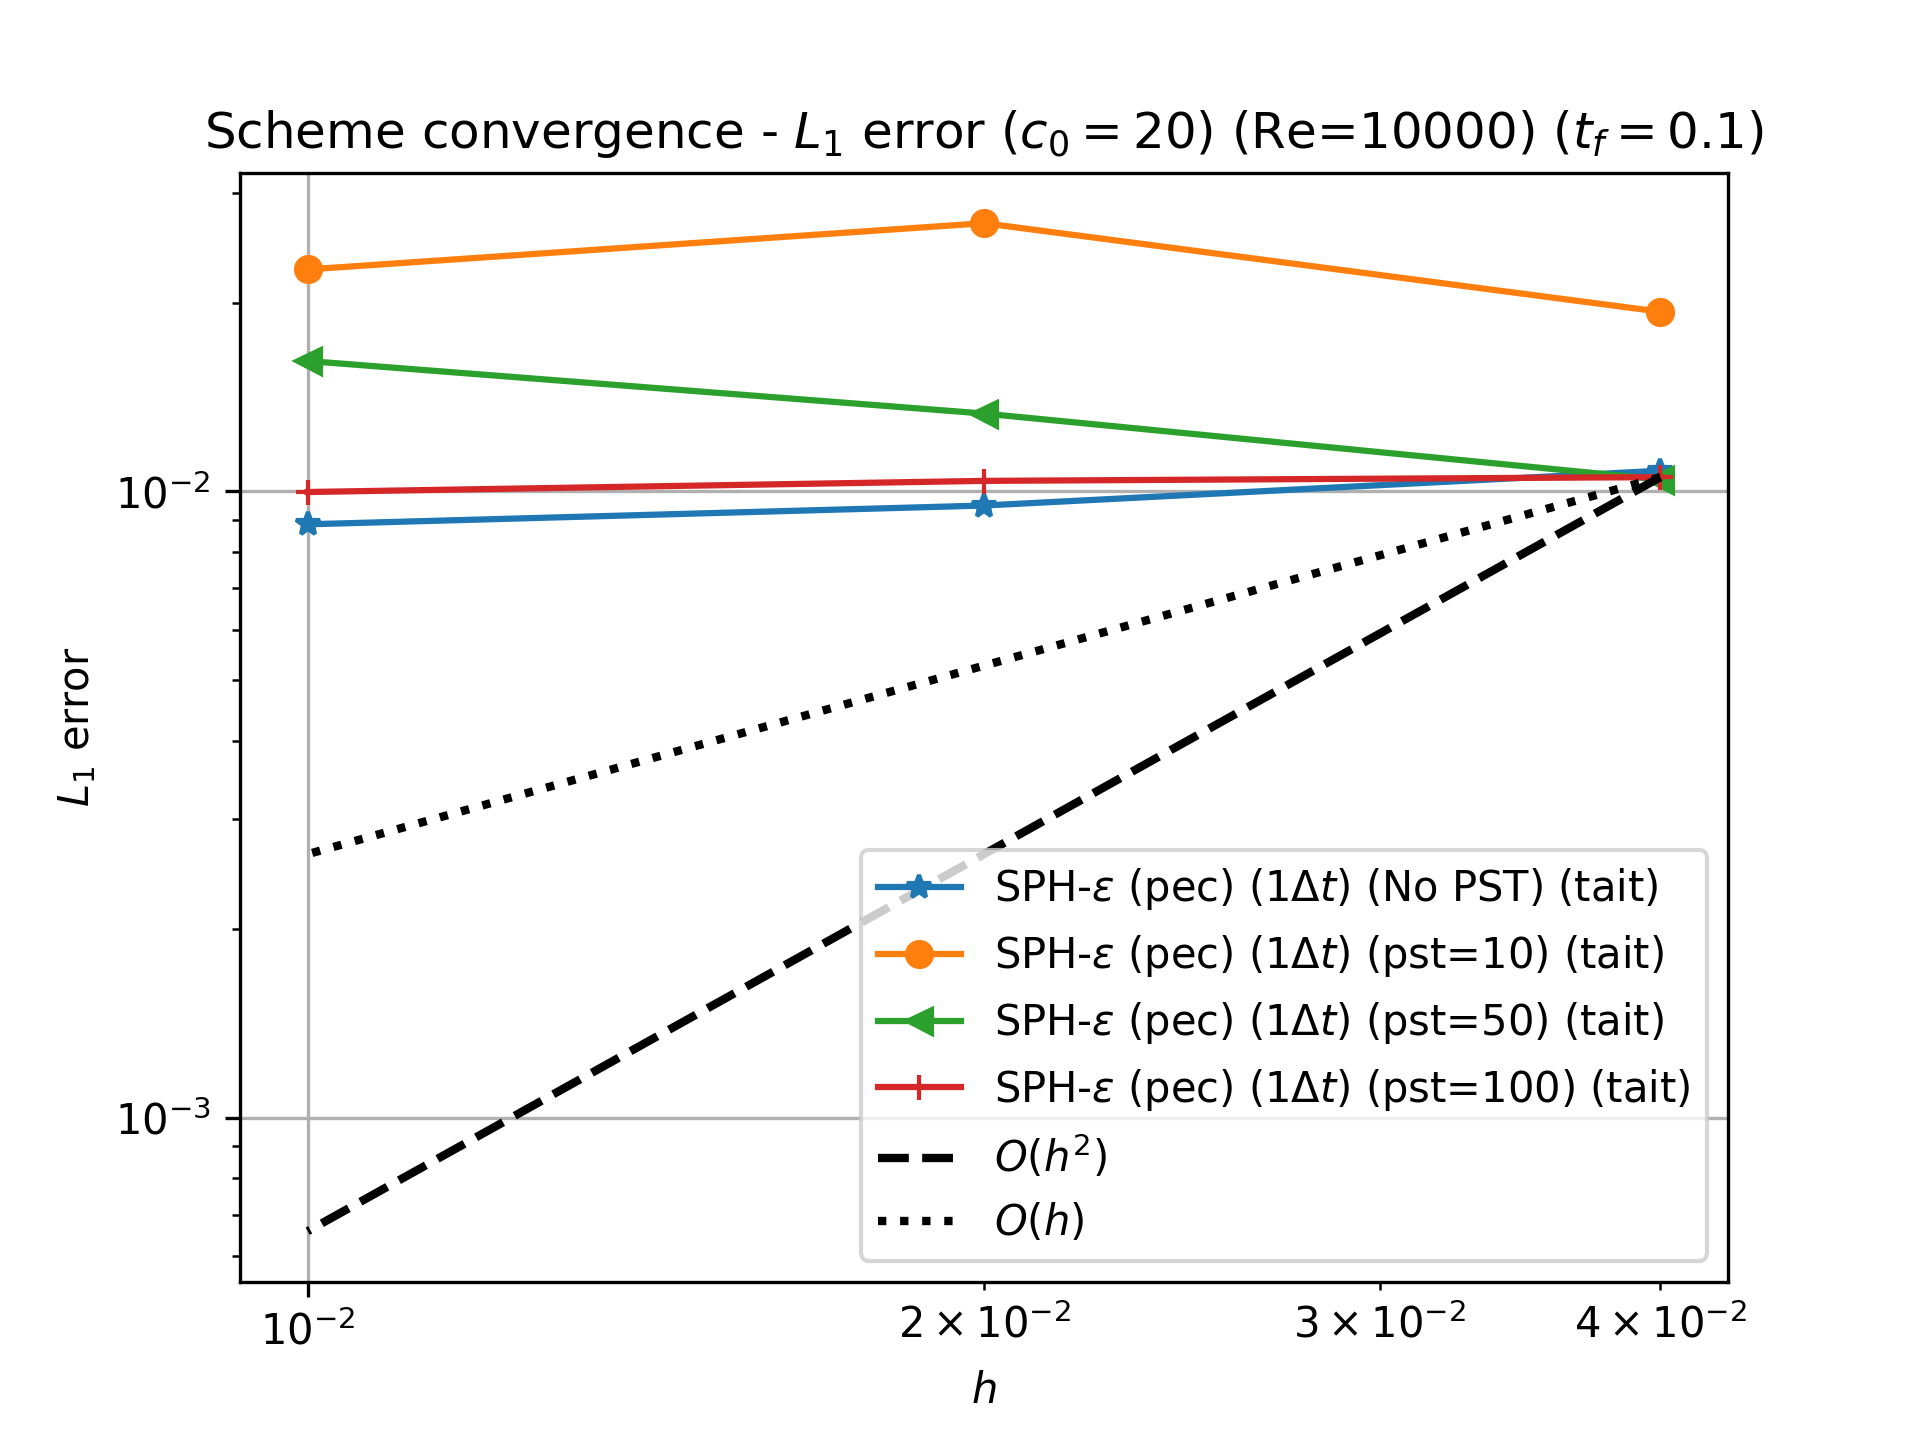 Scheme convergence - L₁ error (c₀ = 20) (Re=10000) (t_f = 0.1)
10⁻²
L₁ error
10⁻³
SPH-ε (pec) (1Δt) (No PST) (tait)
SPH-ε (pec) (1Δt) (pst=10) (tait)
SPH-ε (pec) (1Δt) (pst=50) (tait)
SPH-ε (pec) (1Δt) (pst=100) (tait)
O(h²)
O(h)
10⁻² 2 × 10⁻² 3 × 10⁻² 4 × 10⁻²
h